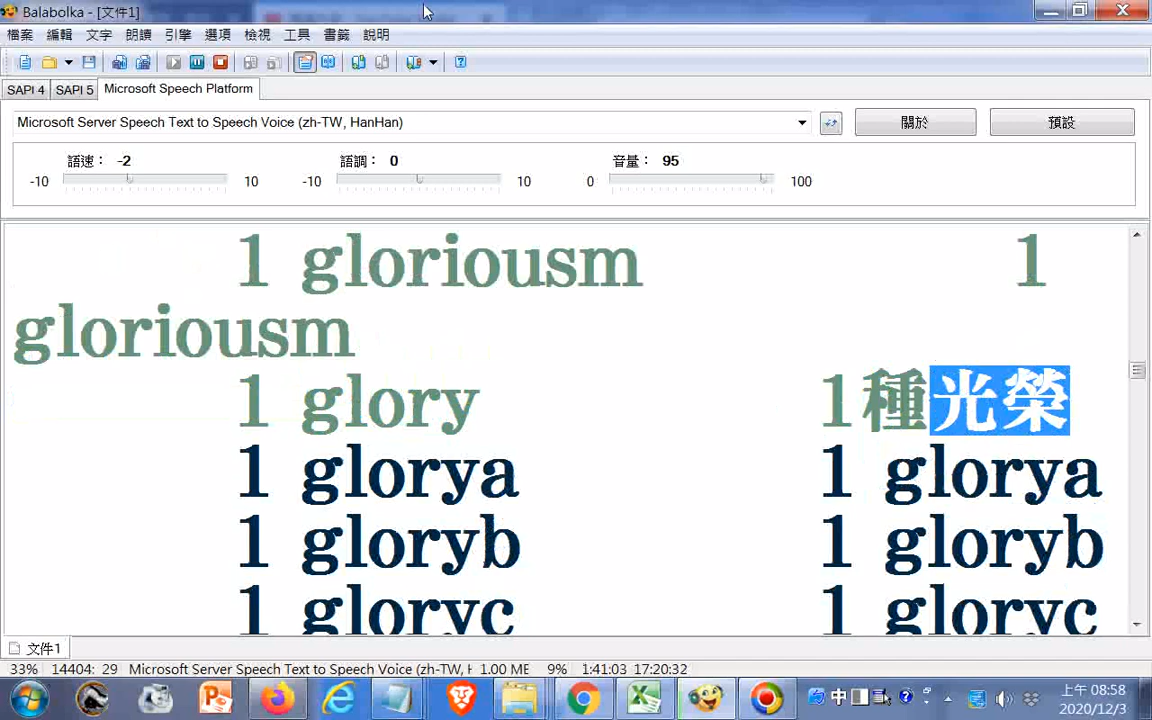 Balabolka - [文件1]
檔案 編輯 文字 朗讀 引擎 選項 檢視 工具 書籤 說明
SAPI 4 SAPI 5 Microsoft Speech Platform
Microsoft Server Speech Text to Speech Voice (zh-TW, HanHan) 關於 預設
語速： -2 語調： 0 音量： 95
-10 10 -10 10 0 100
1 gloriousm 1
gloriousm
1 glory 1種光榮
1 glorya 1 glorya
1 gloryb 1 gloryb
1 gloryc 1 gloryc
文件1
33% 14404: 29 Microsoft Server Speech Text to Speech Voice (zh-TW, 1.00 ME 9% 1:41:03 17:20:32
中 上午 08:58
2020/12/3